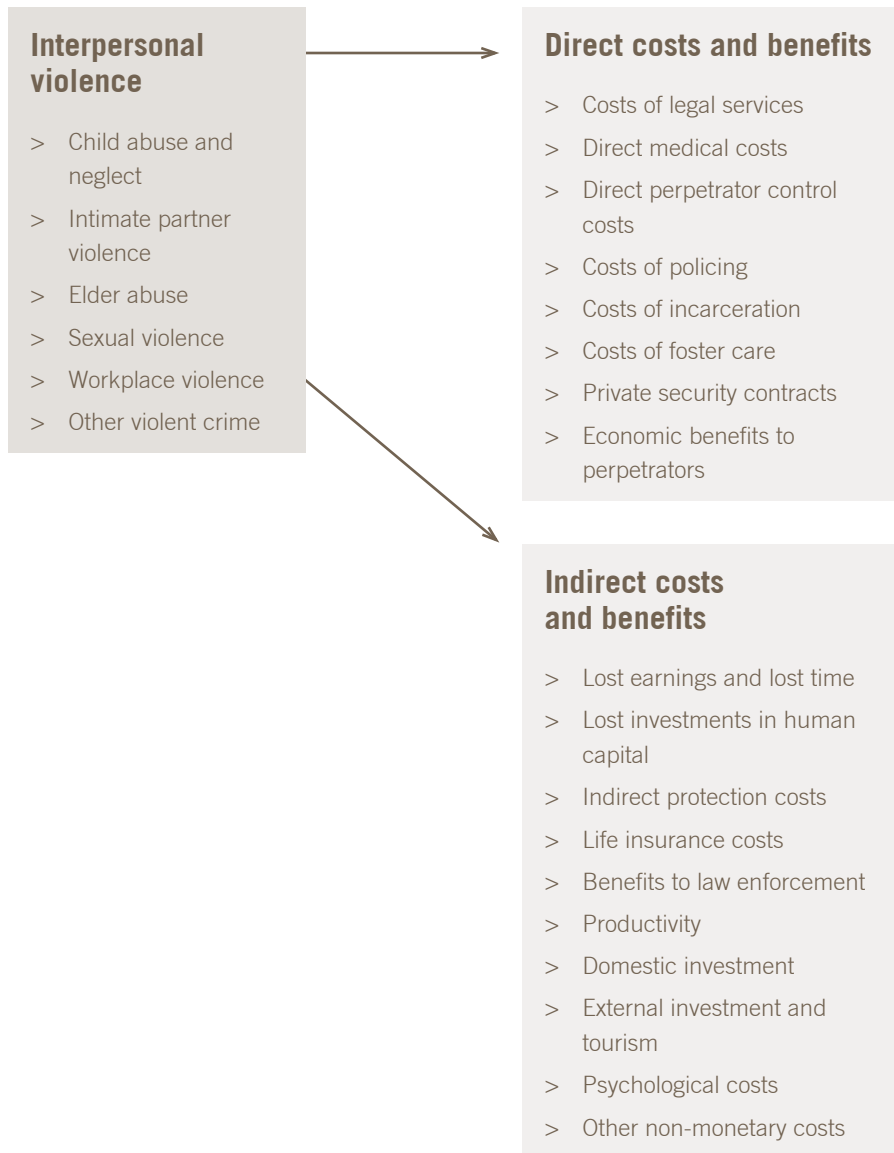 Interpersonal
violence
> Child abuse and
neglect
> Intimate partner
violence
> Elder abuse
> Sexual violence
> Workplace violence
> Other violent crime
Direct costs and benefits
> Costs of legal services
> Direct medical costs
> Direct perpetrator control
costs
> Costs of policing
> Costs of incarceration
> Costs of foster care
> Private security contracts
> Economic benefits to
perpetrators
Indirect costs
and benefits
> Lost earnings and lost time
> Lost investments in human
capital
> Indirect protection costs
> Life insurance costs
> Benefits to law enforcement
> Productivity
> Domestic investment
> External investment and
tourism
> Psychological costs
> Other non-monetary costs